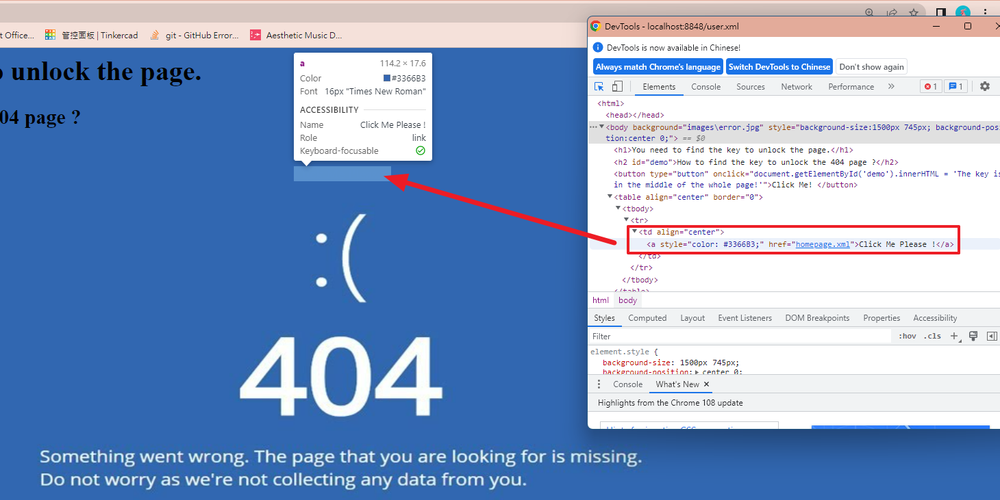 t Office...
管控面板 | Tinkercad
git - GitHub Error...
Aesthetic Music D...
unlock the page.
04 page ?
a 114.2 × 17.6
Color #3366B3
Font 16px "Times New Roman"
ACCESSIBILITY
Name Click Me Please !
Role link
Keyboard-focusable
:(
404
Something went wrong. The page that you are looking for is missing.
Do not worry as we're not collecting any data from you.
DevTools - localhost:8848/user.xml
DevTools is now available in Chinese!
Always match Chrome's language
Switch DevTools to Chinese
Don't show again
Elements Console Sources Network Performance » 1 1
<html>
<head></head>
<body background="images\error.jpg" style="background-size:1500px 745px; background-posi
tion:center 0;"> == $0
<h1>You need to find the key to unlock the page.</h1>
<h2 id="demo">How to find the key to unlock the 404 page ?</h2>
<button type="button" onclick="document.getElementById('demo').innerHTML = 'The key is
in the middle of the whole page!'">Click Me! </button>
<table align="center" border="0">
<tbody>
<tr>
<td align="center">
<a style="color: #3366B3;" href="homepage.xml">Click Me Please !</a>
</td>
</tr>
</tbody>
</table>
html body
Styles Computed Layout Event Listeners DOM Breakpoints Properties Accessibility
Filter :hov .cls +
element.style {
background-size: 1500px 745px;
background-position: center 0;
Console What's New ×
Highlights from the Chrome 108 update